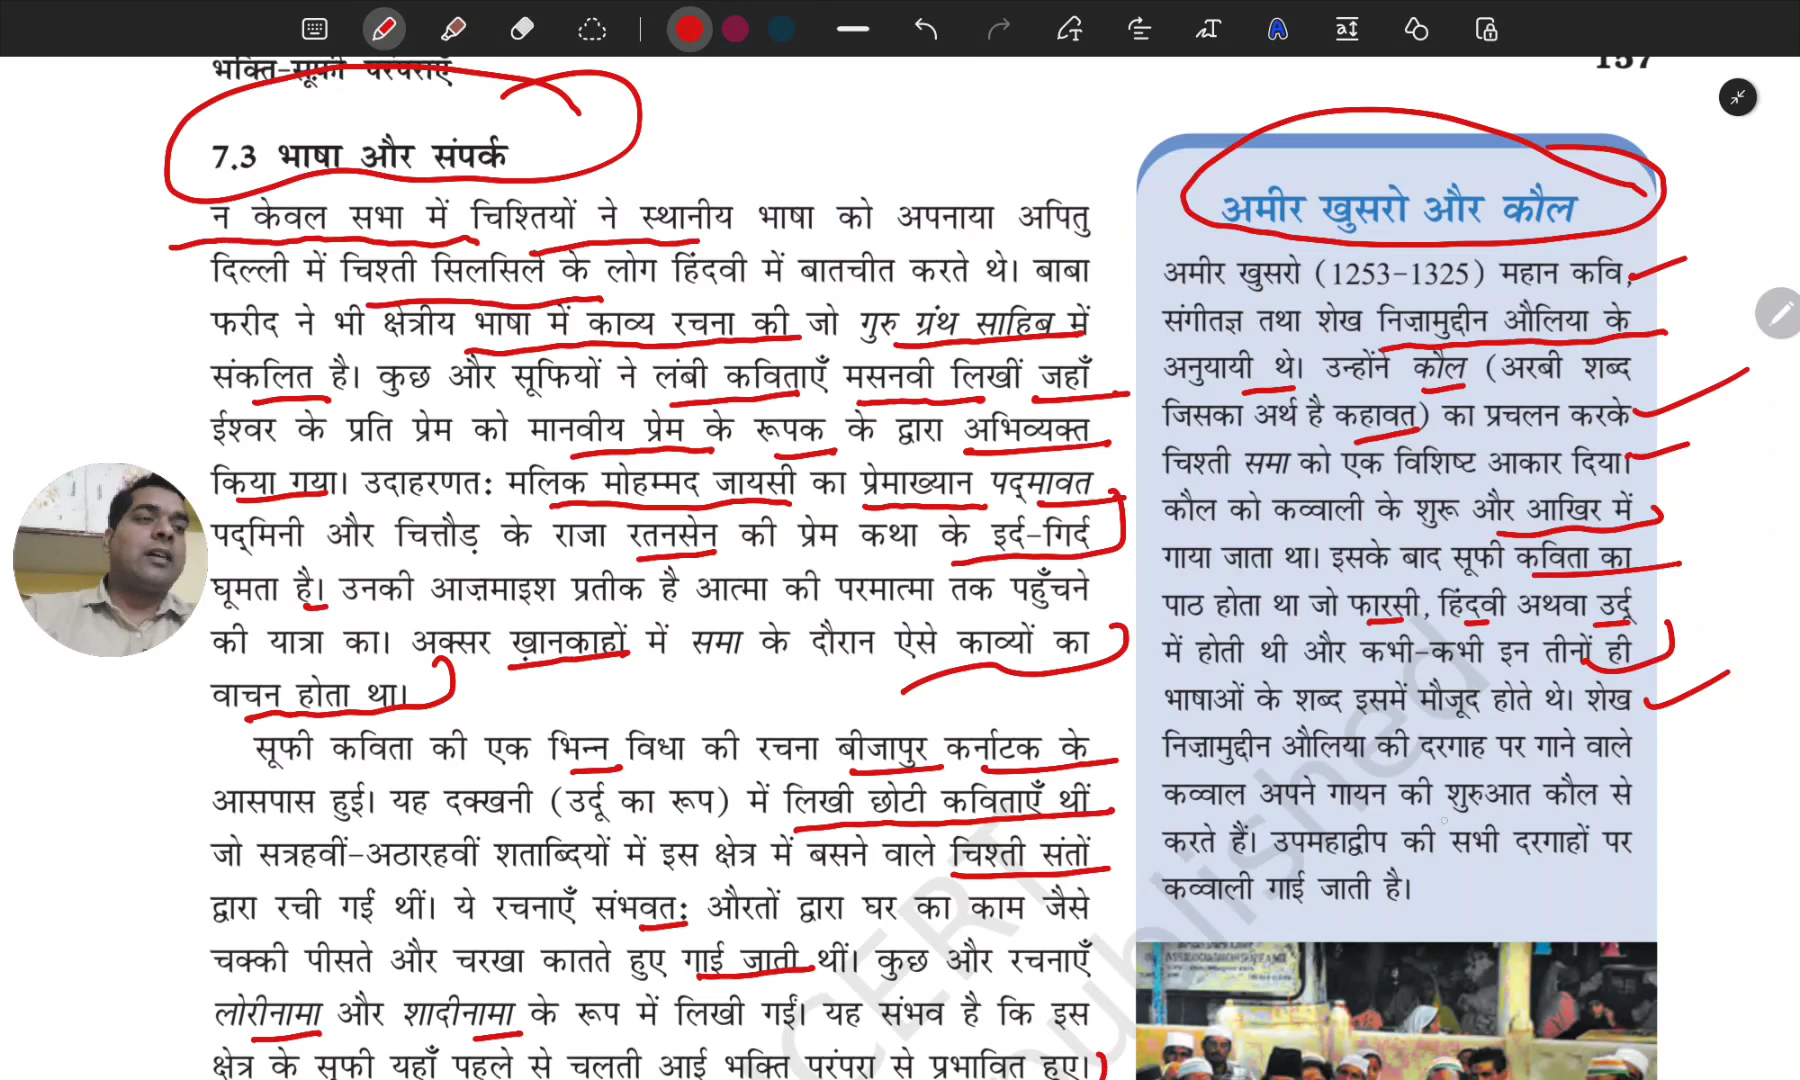 भक्ति-सूफ़ी परंपराएँ
157
7.3 भाषा और संपर्क
न केवल सभा में चिश्तियों ने स्थानीय भाषा को अपनाया अपितु
दिल्ली में चिश्ती सिलसिले के लोग हिंदवी में बातचीत करते थे। बाबा
फरीद ने भी क्षेत्रीय भाषा में काव्य रचना की जो गुरु ग्रंथ साहिब में
संकलित है। कुछ और सूफियों ने लंबी कविताएँ मसनवी लिखीं जहाँ
ईश्वर के प्रति प्रेम को मानवीय प्रेम के रूपक के द्वारा अभिव्यक्त
किया गया। उदाहरणत: मलिक मोहम्मद जायसी का प्रेमाख्यान पद्मावत
पद्मिनी और चित्तौड़ के राजा रतनसेन की प्रेम कथा के इर्द-गिर्द
घूमता है। उनकी आज़माइश प्रतीक है आत्मा की परमात्मा तक पहुँचने
की यात्रा का। अक्सर ख़ानकाहों में समा के दौरान ऐसे काव्यों का
वाचन होता था।
सूफी कविता की एक भिन्न विधा की रचना बीजापुर कर्नाटक के
आसपास हुई। यह दक्खनी (उर्दू का रूप) में लिखी छोटी कविताएँ थीं
जो सत्रहवीं-अठारहवीं शताब्दियों में इस क्षेत्र में बसने वाले चिश्ती संतों
द्वारा रची गई थीं। ये रचनाएँ संभवत: औरतों द्वारा घर का काम जैसे
चक्की पीसते और चरखा कातते हुए गाई जाती थीं। कुछ और रचनाएँ
लोरीनामा और शादीनामा के रूप में लिखी गईं। यह संभव है कि इस
क्षेत्र के सूफी यहाँ पहले से चलती आई भक्ति परंपरा से प्रभावित हुए।
अमीर खुसरो और कौल
अमीर खुसरो (1253-1325) महान कवि,
संगीतज्ञ तथा शेख निज़ामुद्दीन औलिया के
अनुयायी थे। उन्होंने कौल (अरबी शब्द
जिसका अर्थ है कहावत) का प्रचलन करके
चिश्ती समा को एक विशिष्ट आकार दिया।
कौल को कव्वाली के शुरू और आखिर में
गाया जाता था। इसके बाद सूफी कविता का
पाठ होता था जो फारसी, हिंदवी अथवा उर्दू
में होती थी और कभी-कभी इन तीनों ही
भाषाओं के शब्द इसमें मौजूद होते थे। शेख
निज़ामुद्दीन औलिया की दरगाह पर गाने वाले
कव्वाल अपने गायन की शुरुआत कौल से
करते हैं। उपमहाद्वीप की सभी दरगाहों पर
कव्वाली गाई जाती है।